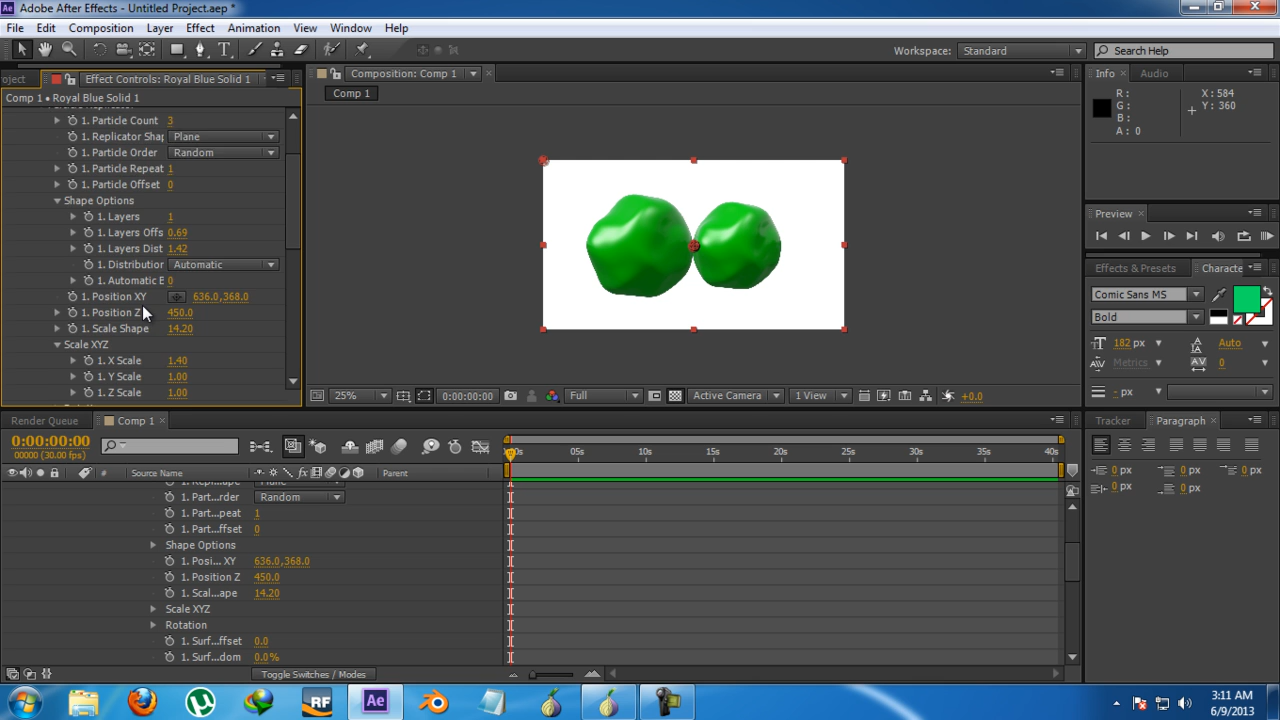 Adobe After Effects - Untitled Project.aep *
File Edit Composition Layer Effect Animation View Window Help
Workspace: Standard Search Help
oject Effect Controls: Royal Blue Solid 1
Comp 1 • Royal Blue Solid 1
1. Particle Count 3
1. Replicator Shap Plane
1. Particle Order Random
1. Particle Repeat 1
1. Particle Offset 0
Shape Options
1. Layers 1
1. Layers Offs 0.69
1. Layers Dist 1.42
1. Distribution Automatic
1. Automatic E 0
1. Position XY 636.0,368.0
1. Position Z 450.0
1. Scale Shape 14.20
Scale XYZ
1. X Scale 1.40
1. Y Scale 1.00
1. Z Scale 1.00
Composition: Comp 1
Comp 1
25% 0:00:00:00 Full Active Camera 1 View +0.0
Info Audio
R: X: 584
G: Y: 360
B:
A: 0
Preview
Effects & Presets Characte
Comic Sans MS
Bold
182 px Auto
Metrics 0
- px
Render Queue Comp 1
0:00:00:00
00000 (30.00 fps)
# Source Name Parent
05s 10s 15s 20s 25s 30s 35s 40s
1. Part...rder Random
1. Part...peat 1
1. Part...ffset 0
Shape Options
1. Posi... XY 636.0,368.0
1. Position Z 450.0
1. Scal...ape 14.20
Scale XYZ
Rotation
1. Surf...ffset 0.0
1. Surf...dom 0.0%
Toggle Switches / Modes
Tracker Paragraph
0 px 0 px 0 px
0 px 0 px
RF Ae
3:11 AM
6/9/2013